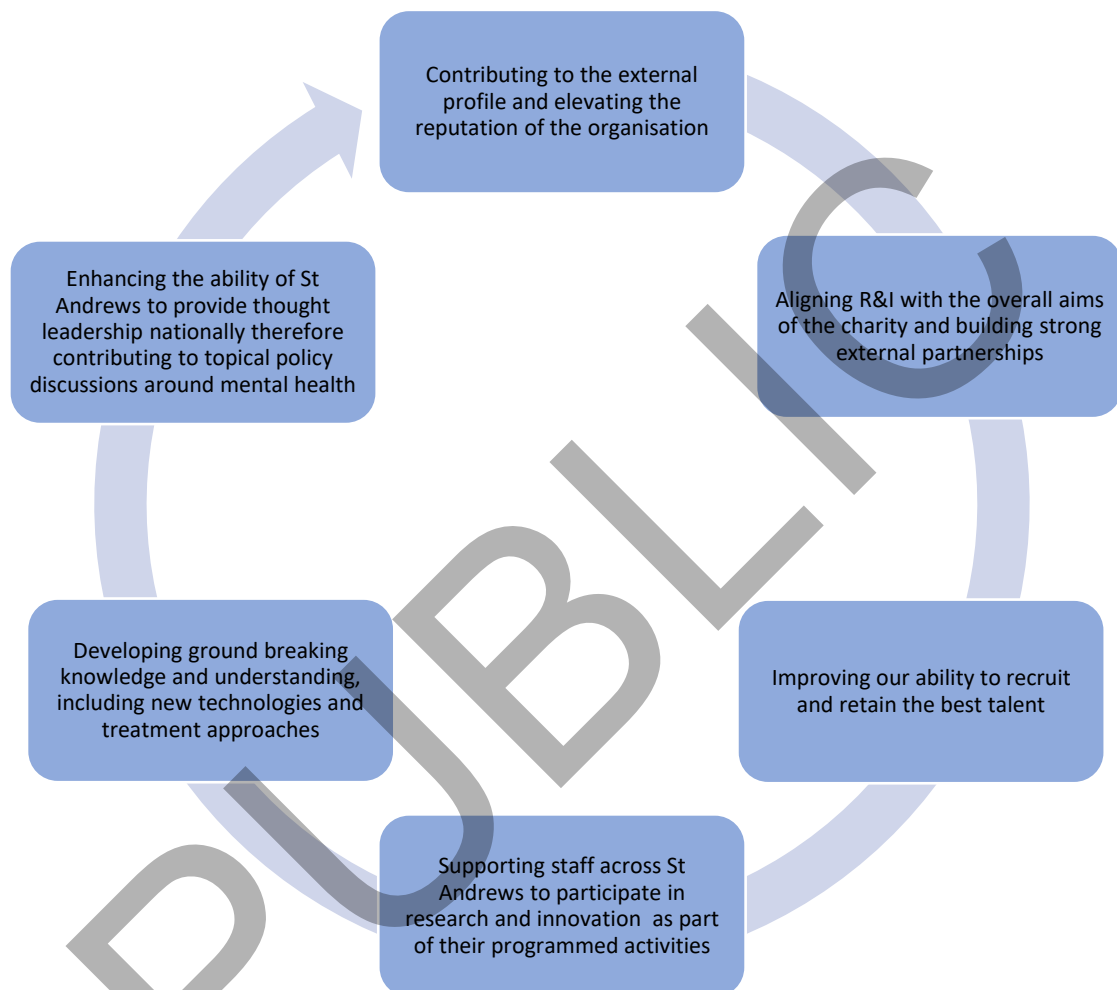 Contributing to the external
profile and elevating the
reputation of the organisation
Aligning R&I with the overall aims
of the charity and building strong
external partnerships
Improving our ability to recruit
and retain the best talent
Supporting staff across St
Andrews to participate in
research and innovation as part
of their programmed activities
Developing ground breaking
knowledge and understanding,
including new technologies and
treatment approaches
Enhancing the ability of St
Andrews to provide thought
leadership nationally therefore
contributing to topical policy
discussions around mental health
PUBLIC